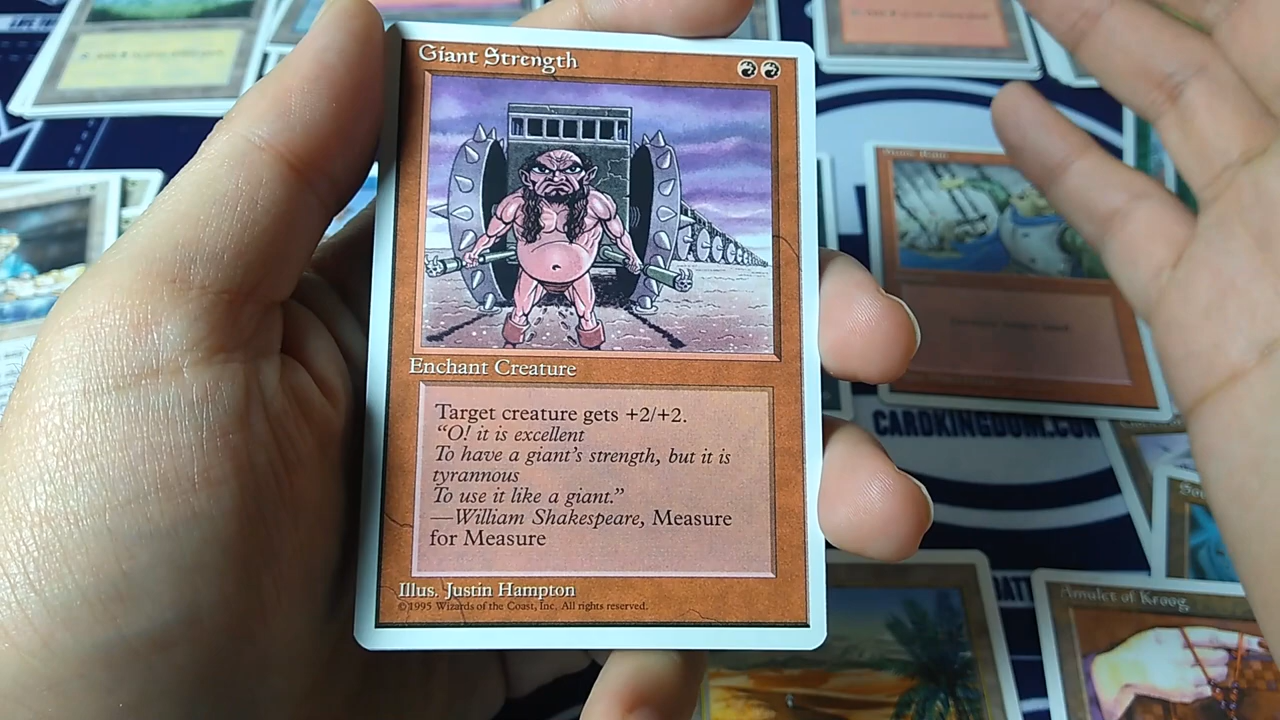 Giant Strength
Enchant Creature
Target creature gets +2/+2.
“O! it is excellent
To have a giant's strength, but it is
tyrannous
To use it like a giant.”
—William Shakespeare, Measure
for Measure
Illus. Justin Hampton
©1995 Wizards of the Coast, Inc. All rights reserved.
CARDKINGDOM.COM
Amulet of Kroog